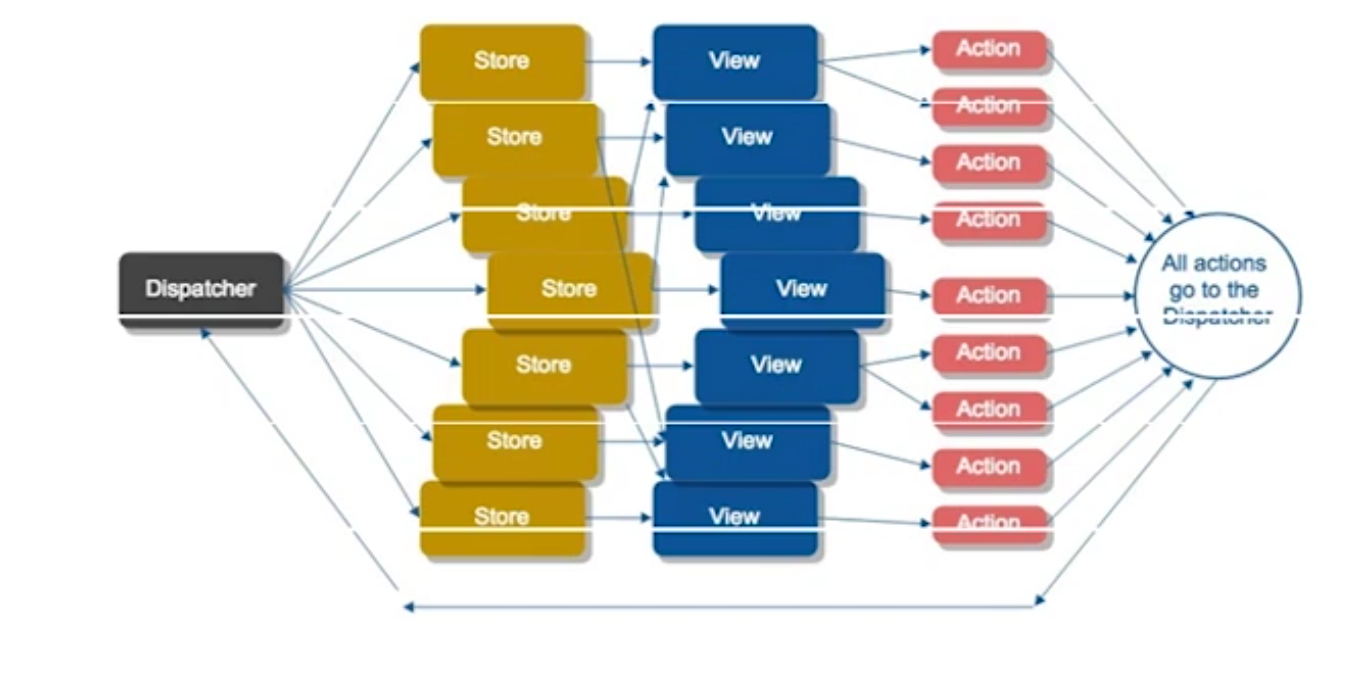 Store
View
Action
Action
Store
View
Action
Store
View
Action
Dispatcher
Store
View
Action
All actions
go to the
Dispatcher
Store
View
Action
Action
Store
View
Action
Store
View
Action